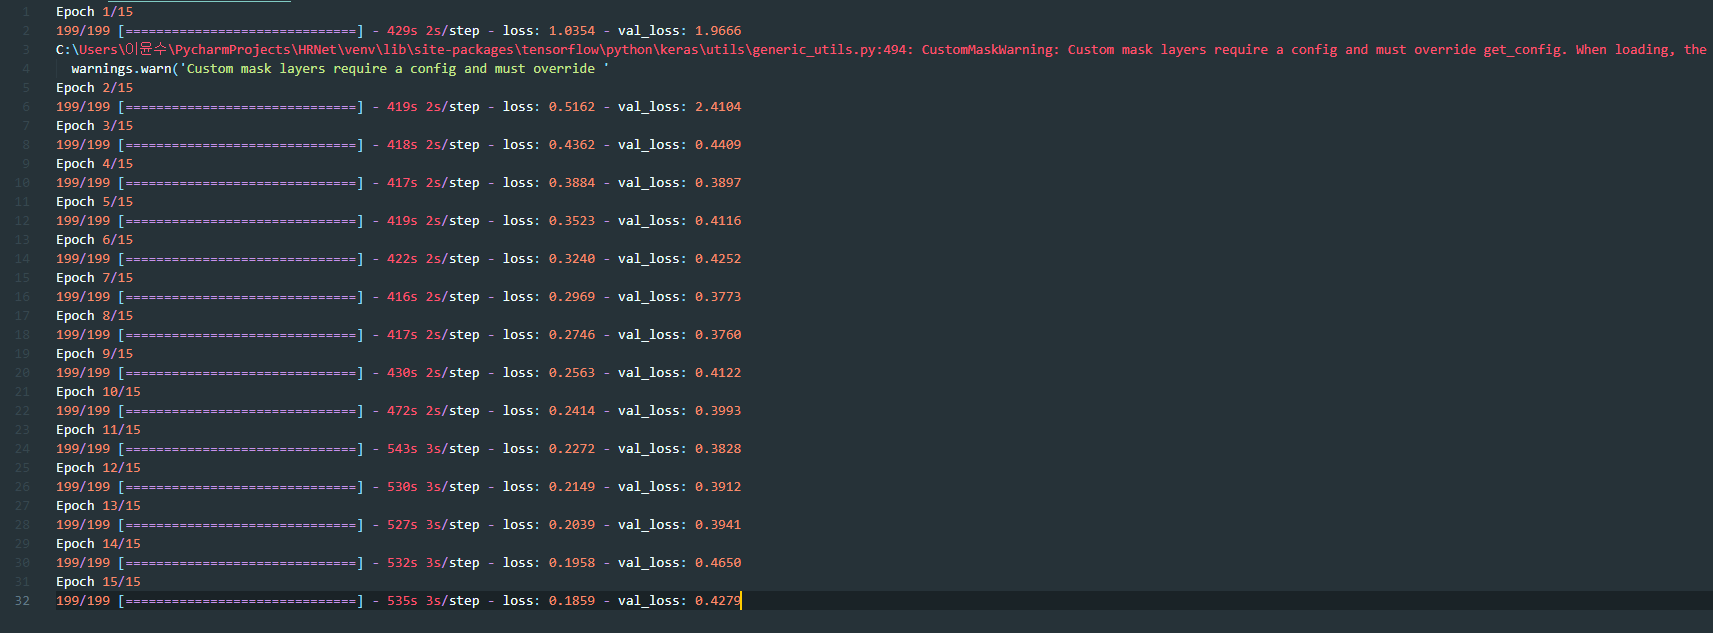 1 Epoch 1/15
2 199/199 [==============================] - 429s 2s/step - loss: 1.0354 - val_loss: 1.9666
3 C:\Users\이윤수\PycharmProjects\HRNet\venv\lib\site-packages\tensorflow\python\keras\utils\generic_utils.py:494: CustomMaskWarning: Custom mask layers require a config and must override get_config. When loading, the
4 warnings.warn('Custom mask layers require a config and must override '
5 Epoch 2/15
6 199/199 [==============================] - 419s 2s/step - loss: 0.5162 - val_loss: 2.4104
7 Epoch 3/15
8 199/199 [==============================] - 418s 2s/step - loss: 0.4362 - val_loss: 0.4409
9 Epoch 4/15
10 199/199 [==============================] - 417s 2s/step - loss: 0.3884 - val_loss: 0.3897
11 Epoch 5/15
12 199/199 [==============================] - 419s 2s/step - loss: 0.3523 - val_loss: 0.4116
13 Epoch 6/15
14 199/199 [==============================] - 422s 2s/step - loss: 0.3240 - val_loss: 0.4252
15 Epoch 7/15
16 199/199 [==============================] - 416s 2s/step - loss: 0.2969 - val_loss: 0.3773
17 Epoch 8/15
18 199/199 [==============================] - 417s 2s/step - loss: 0.2746 - val_loss: 0.3760
19 Epoch 9/15
20 199/199 [==============================] - 430s 2s/step - loss: 0.2563 - val_loss: 0.4122
21 Epoch 10/15
22 199/199 [==============================] - 472s 2s/step - loss: 0.2414 - val_loss: 0.3993
23 Epoch 11/15
24 199/199 [==============================] - 543s 3s/step - loss: 0.2272 - val_loss: 0.3828
25 Epoch 12/15
26 199/199 [==============================] - 530s 3s/step - loss: 0.2149 - val_loss: 0.3912
27 Epoch 13/15
28 199/199 [==============================] - 527s 3s/step - loss: 0.2039 - val_loss: 0.3941
29 Epoch 14/15
30 199/199 [==============================] - 532s 3s/step - loss: 0.1958 - val_loss: 0.4650
31 Epoch 15/15
32 199/199 [==============================] - 535s 3s/step - loss: 0.1859 - val_loss: 0.4279